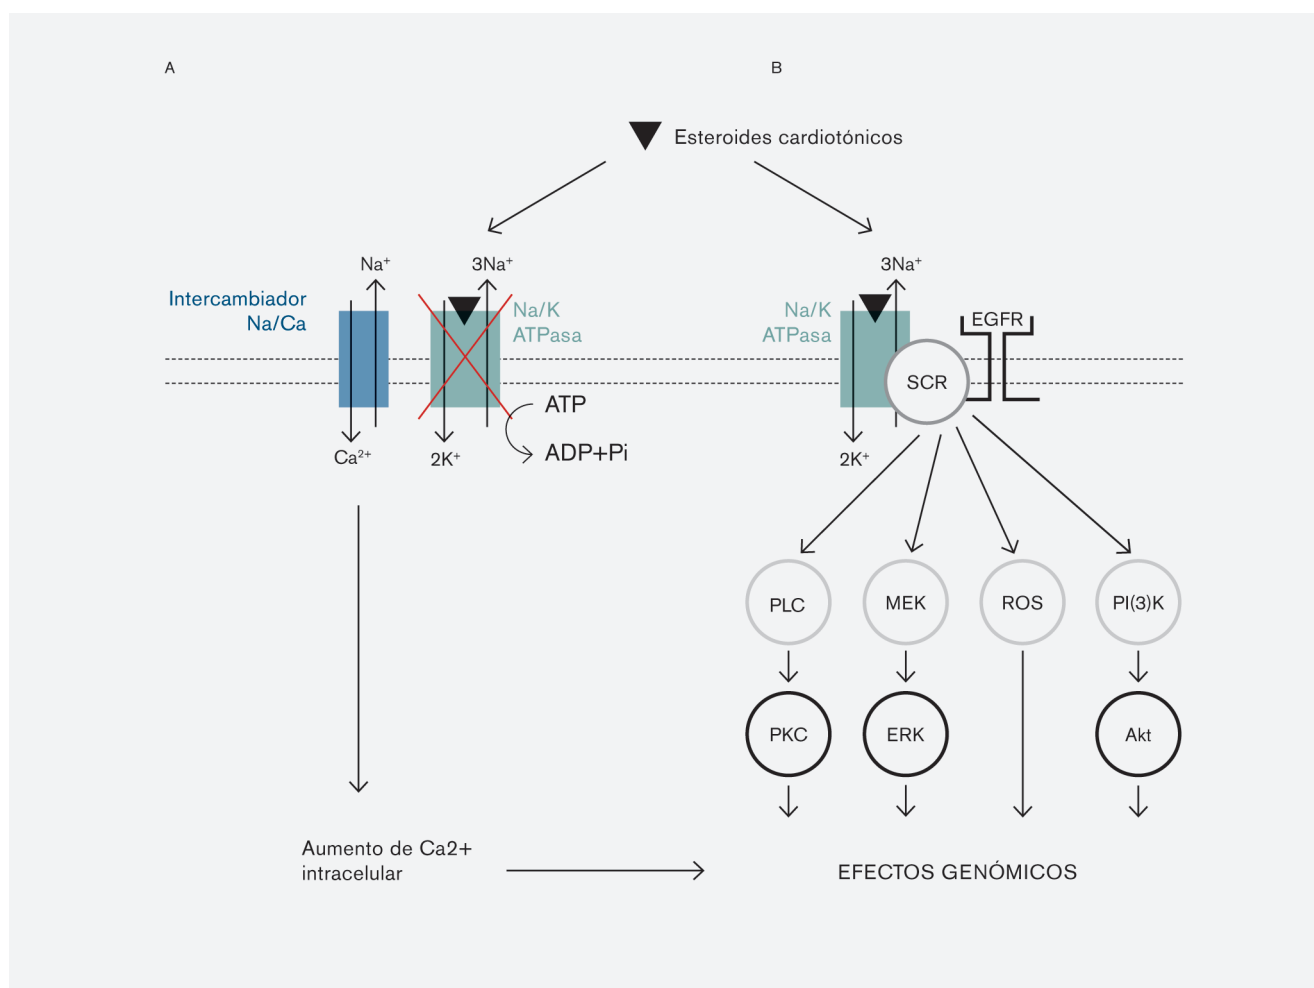 A
B
Esteroides cardiotónicos
Na⁺
3Na⁺
3Na⁺
Intercambiador
Na/Ca
Na/K
ATPasa
Na/K
ATPasa
EGFR
SCR
ATP
ADP+Pi
Ca²⁺
2K⁺
2K⁺
PLC
MEK
ROS
PI(3)K
PKC
ERK
Akt
Aumento de Ca2+
intracelular
EFECTOS GENÓMICOS